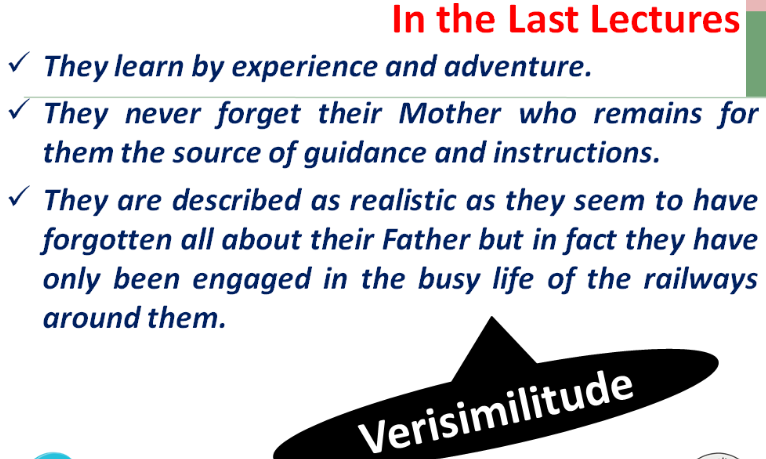 In the Last Lectures
✓ They learn by experience and adventure.
✓ They never forget their Mother who remains for
them the source of guidance and instructions.
✓ They are described as realistic as they seem to have
forgotten all about their Father but in fact they have
only been engaged in the busy life of the railways
around them.
Verisimilitude